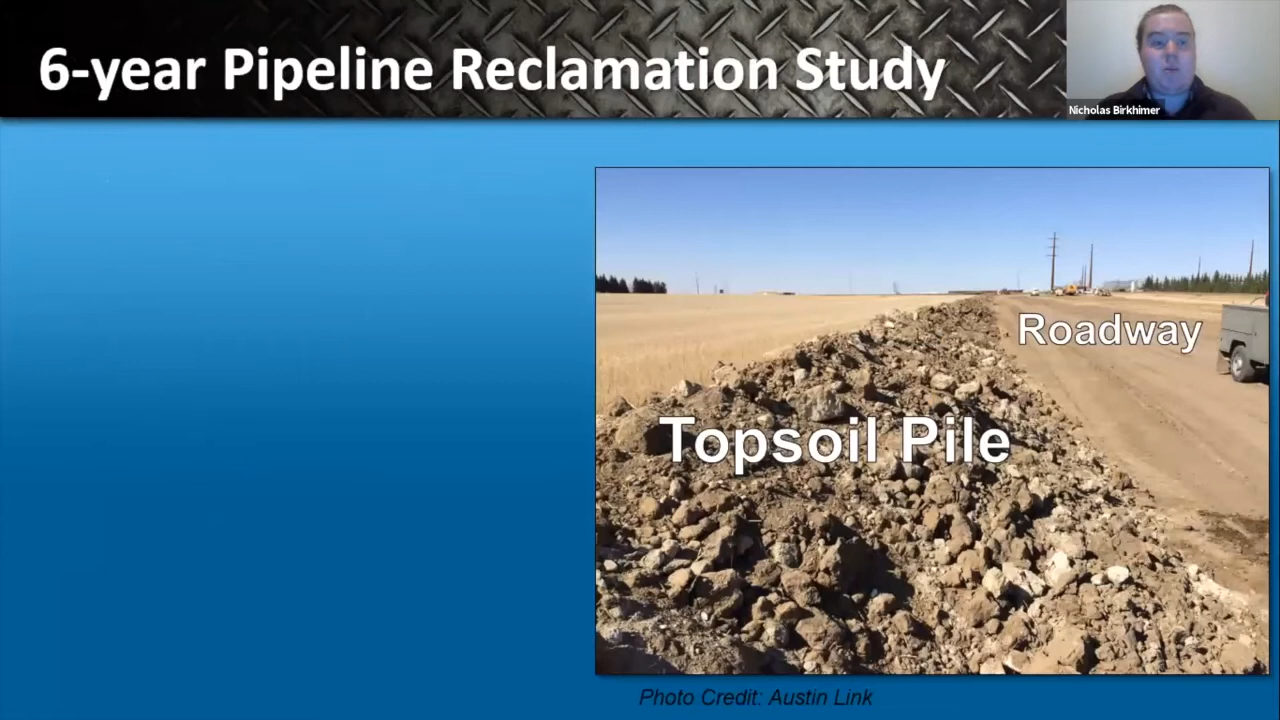 6-year Pipeline Reclamation Study
Nicholas Birkhimer
Roadway
Topsoil Pile
Photo Credit: Austin Link